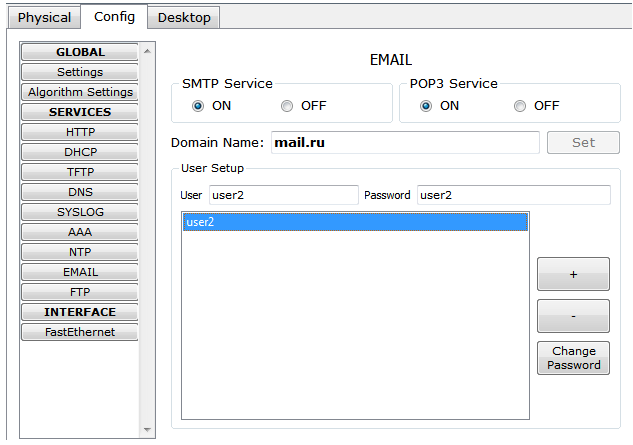 Physical Config Desktop
GLOBAL
Settings
Algorithm Settings
SERVICES
HTTP
DHCP
TFTP
DNS
SYSLOG
AAA
NTP
EMAIL
FTP
INTERFACE
FastEthernet
EMAIL
SMTP Service
ON OFF
POP3 Service
ON OFF
Domain Name: mail.ru Set
User Setup
User user2 Password user2
user2
+
-
Change
Password